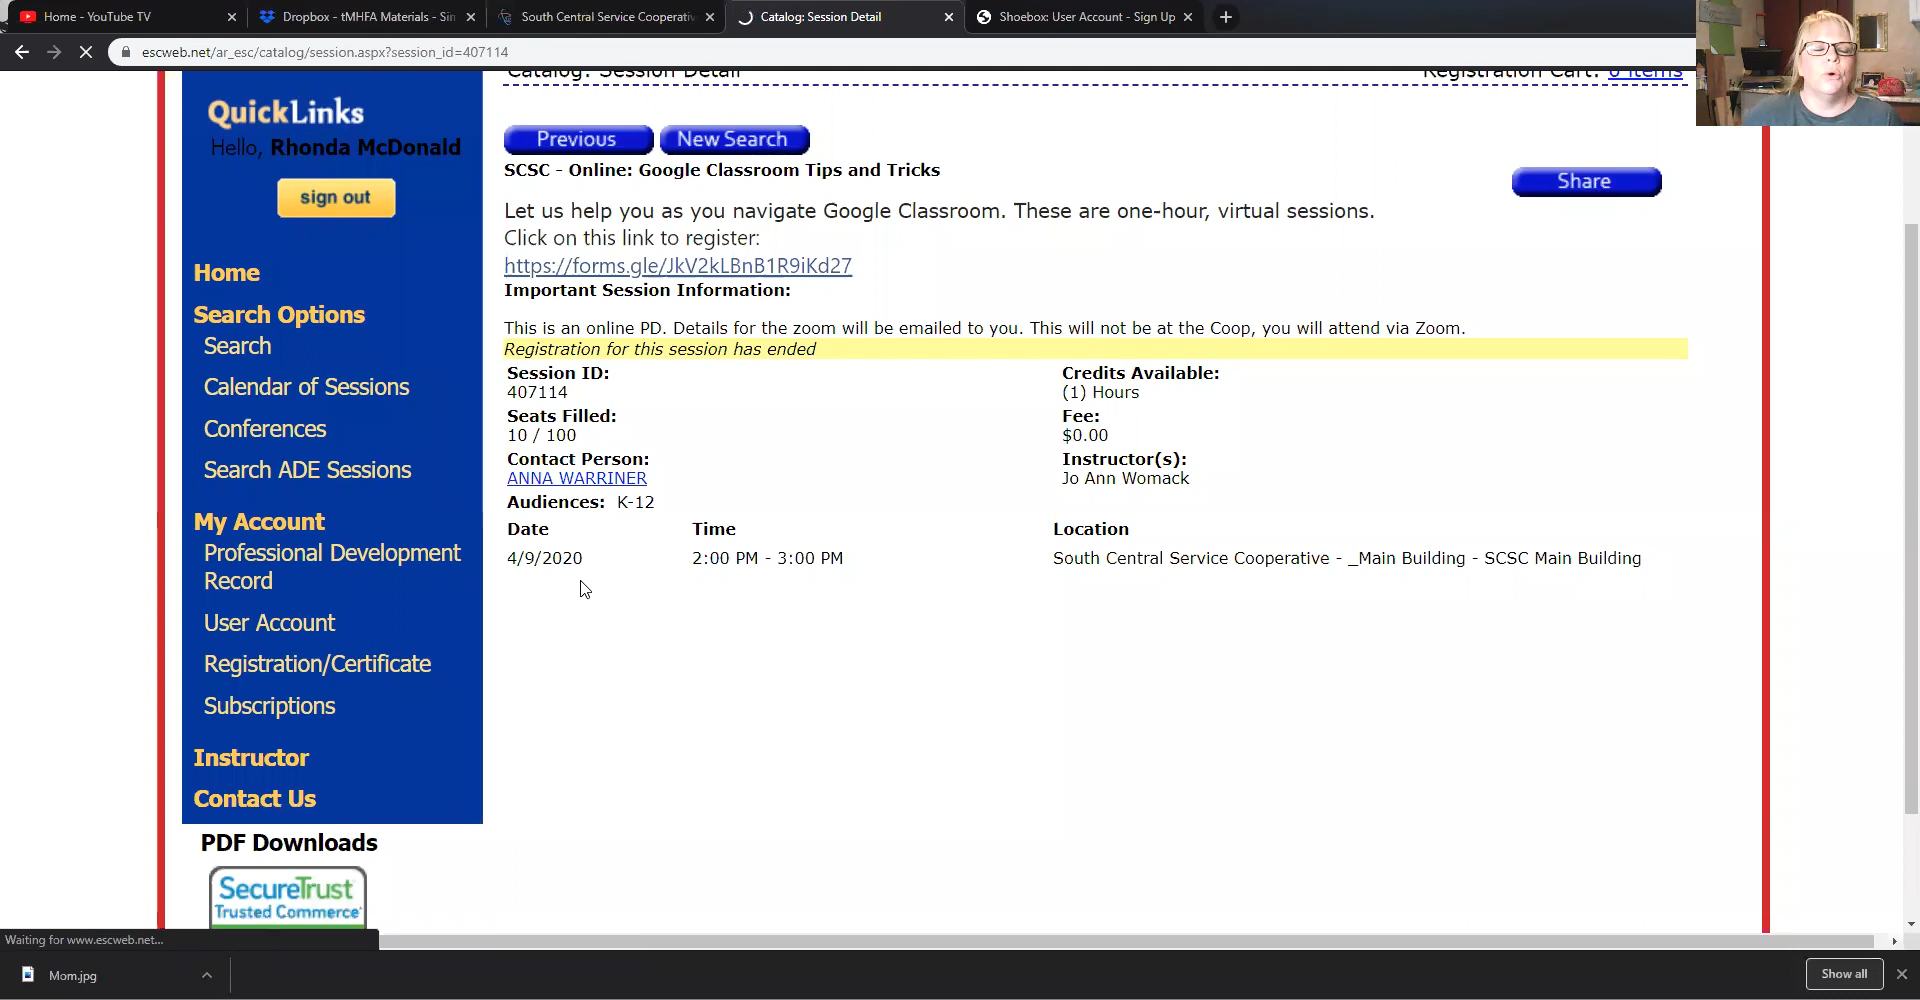 Home - YouTube TV
Dropbox - tMHFA Materials - Sim
South Central Service Cooperativ
Catalog: Session Detail
Shoebox: User Account - Sign Up
escweb.net/ar_esc/catalog/session.aspx?session_id=407114
Catalog: Session Detail
Registration Cart: 0 items
QuickLinks
Hello, Rhonda McDonald
sign out
Home
Search Options
Search
Calendar of Sessions
Conferences
Search ADE Sessions
My Account
Professional Development
Record
User Account
Registration/Certificate
Subscriptions
Instructor
Contact Us
PDF Downloads
SecureTrust
Trusted Commerce
Previous
New Search
SCSC - Online: Google Classroom Tips and Tricks
Share
Let us help you as you navigate Google Classroom. These are one-hour, virtual sessions.
Click on this link to register:
https://forms.gle/JkV2kLBnB1R9iKd27
Important Session Information:
This is an online PD. Details for the zoom will be emailed to you. This will not be at the Coop, you will attend via Zoom.
Registration for this session has ended
Session ID:
407114
Credits Available:
(1) Hours
Seats Filled:
10 / 100
Fee:
$0.00
Contact Person:
ANNA WARRINER
Instructor(s):
Jo Ann Womack
Audiences: K-12
Date Time Location
4/9/2020 2:00 PM - 3:00 PM South Central Service Cooperative - _Main Building - SCSC Main Building
Waiting for www.escweb.net...
Mom.jpg
Show all